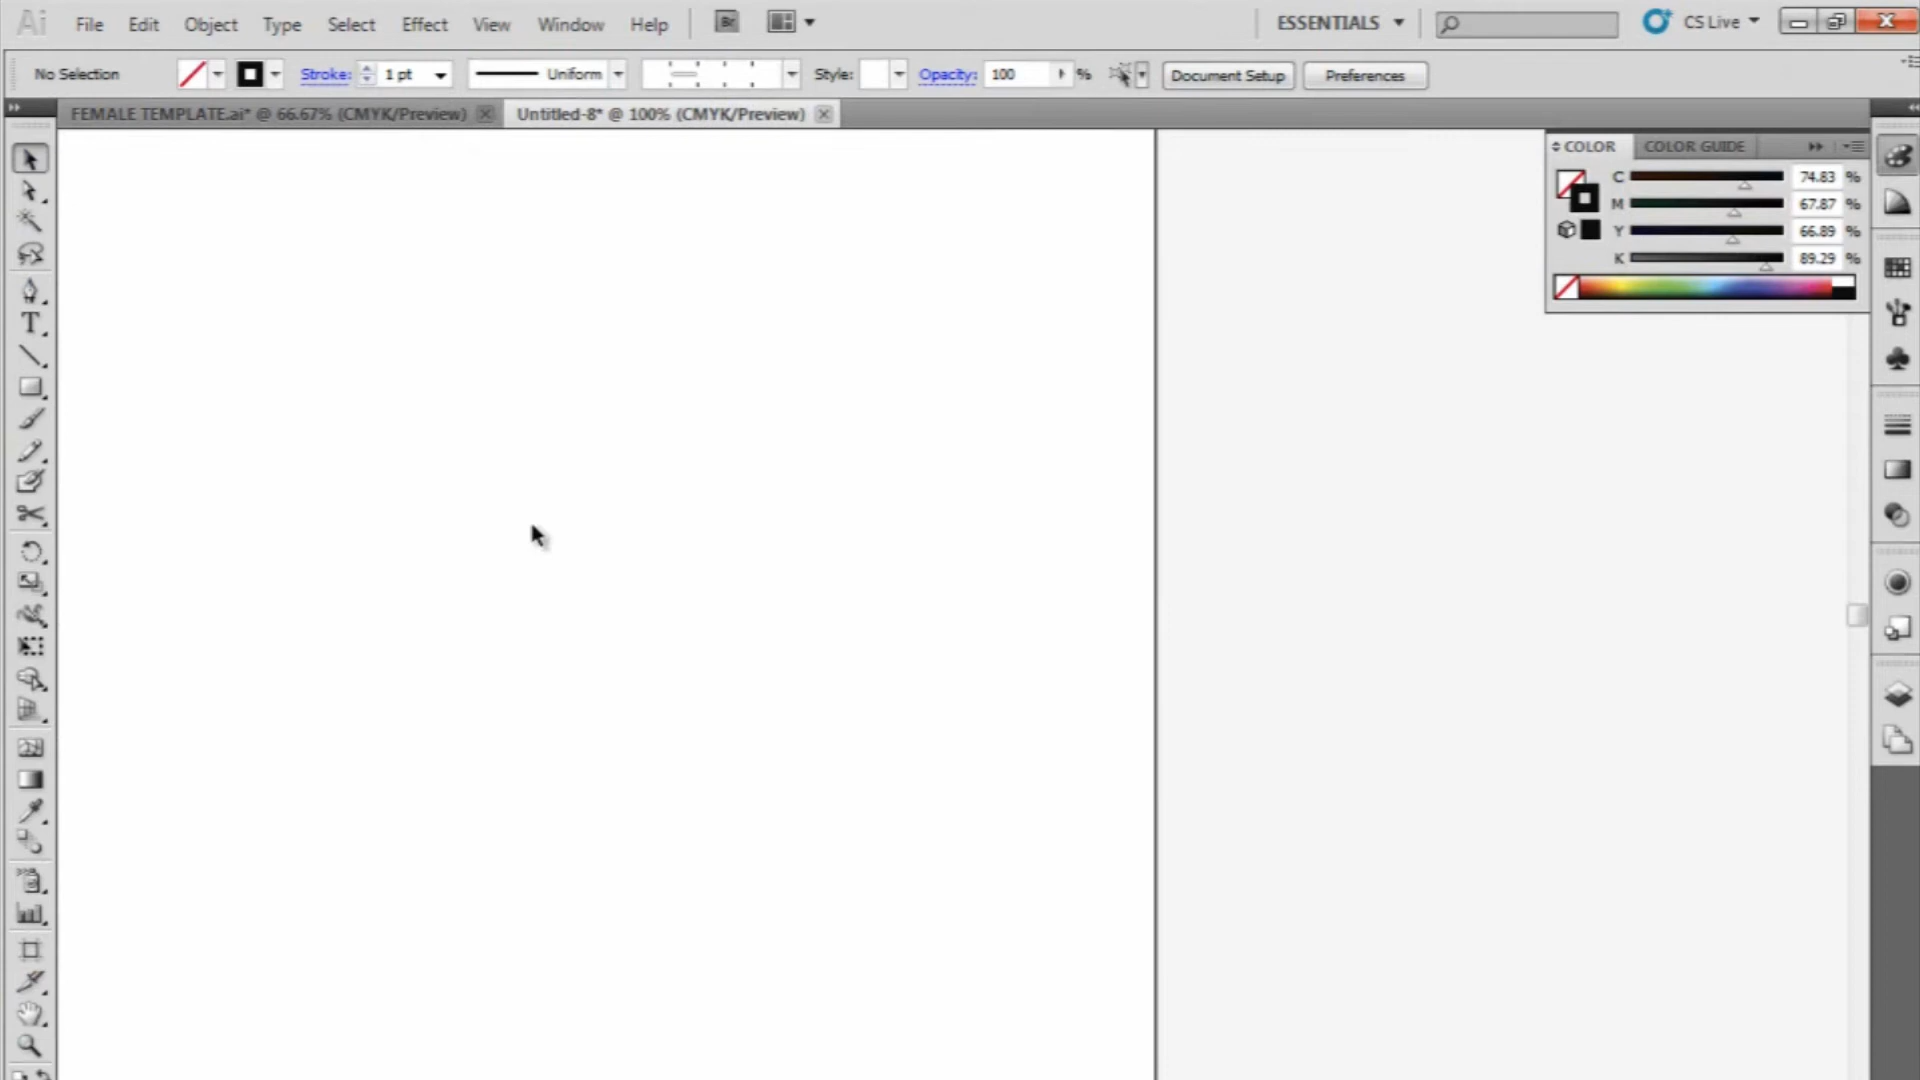 Ai File Edit Object Type Select Effect View Window Help Br ESSENTIALS CS Live
No Selection Stroke: 1 pt Uniform Style: Opacity: 100 % Document Setup Preferences
FEMALE TEMPLATE.ai* @ 66.67% (CMYK/Preview) Untitled-8* @ 100% (CMYK/Preview)
COLOR COLOR GUIDE
C 74.83 %
M 67.87 %
Y 66.89 %
K 89.29 %